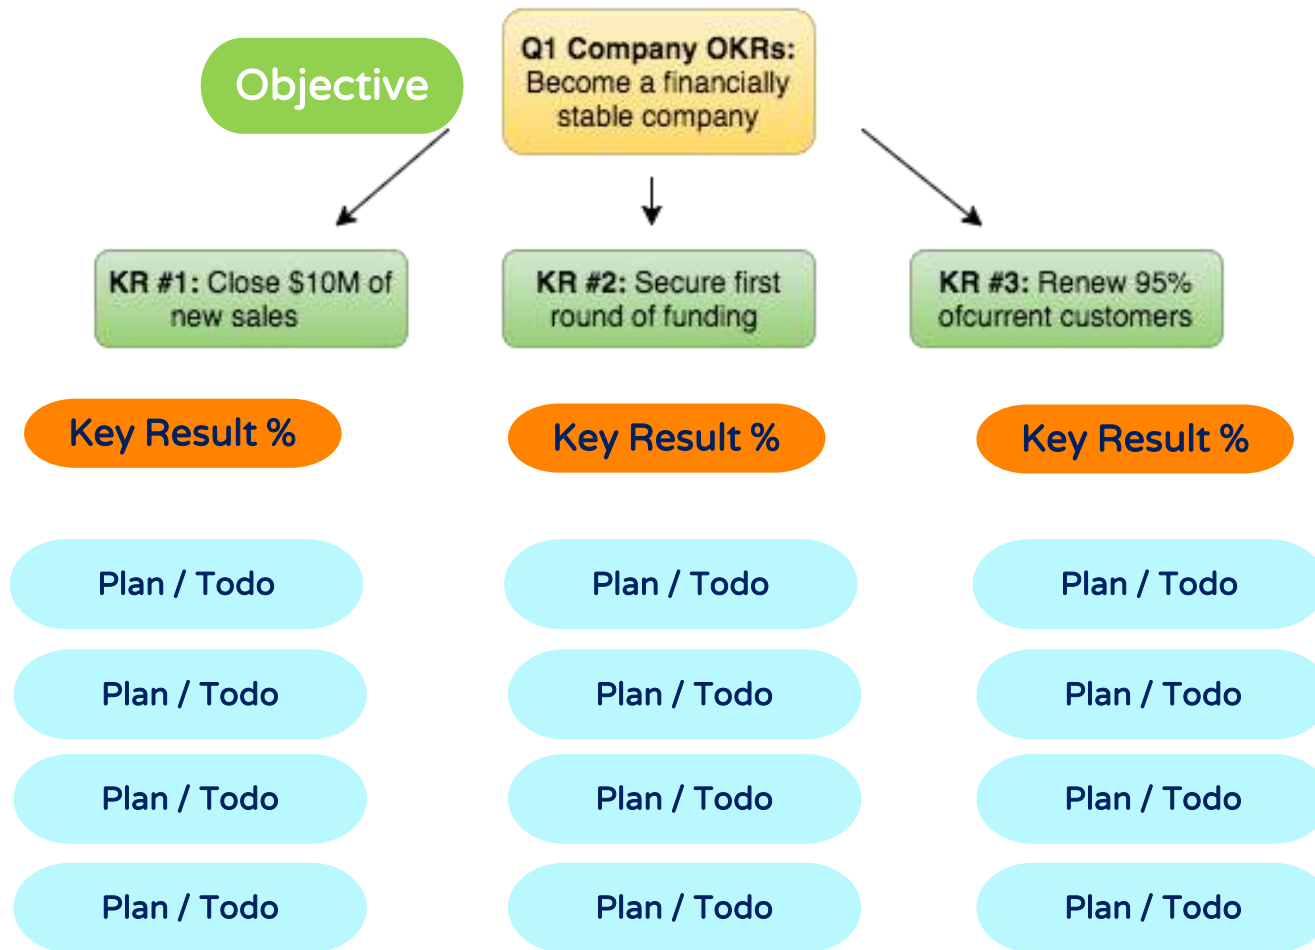 Objective
Q1 Company OKRs:
Become a financially
stable company
KR #1: Close $10M of
new sales
KR #2: Secure first
round of funding
KR #3: Renew 95%
ofcurrent customers
Key Result %
Key Result %
Key Result %
Plan / Todo
Plan / Todo
Plan / Todo
Plan / Todo
Plan / Todo
Plan / Todo
Plan / Todo
Plan / Todo
Plan / Todo
Plan / Todo
Plan / Todo
Plan / Todo